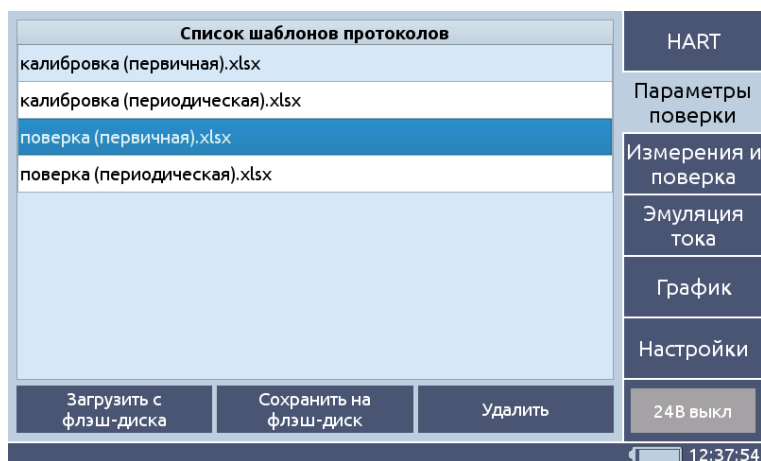 Список шаблонов протоколов
калибровка (первичная).xlsx
калибровка (периодическая).xlsx
поверка (первичная).xlsx
поверка (периодическая).xlsx
Загрузить с
флэш-диска
Сохранить на
флэш-диск
Удалить
HART
Параметры
поверки
Измерения и
поверка
Эмуляция
тока
График
Настройки
24В выкл
12:37:54